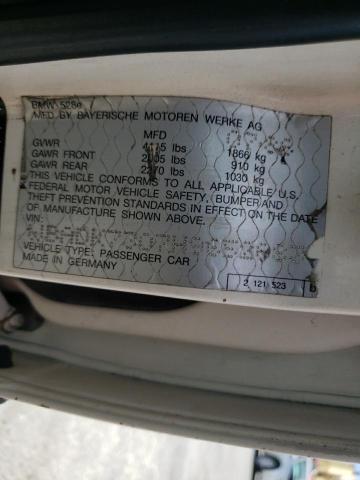 BMW 528e
MFD BY BAYERISCHE MOTOREN WERKE AG
MFD
GVWR 4115 lbs 1866 kg
GAWR FRONT 2005 lbs 910 kg
GAWR REAR 2270 lbs 1030 kg
THIS VEHICLE CONFORMS TO ALL APPLICABLE U.S.
FEDERAL MOTOR VEHICLE SAFETY, BUMPER AND
THEFT PREVENTION STANDARDS IN EFFECT ON THE DATE
OF MANUFACTURE SHOWN ABOVE.
VIN:
VEHICLE TYPE: PASSENGER CAR
MADE IN GERMANY
2 121 523 b